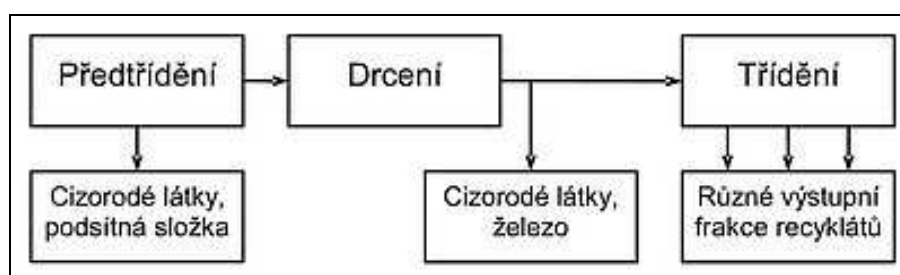 Předtřídění
Drcení
Třídění
Cizorodé látky,
podsítná složka
Cizorodé látky,
železo
Různé výstupní
frakce recyklátů